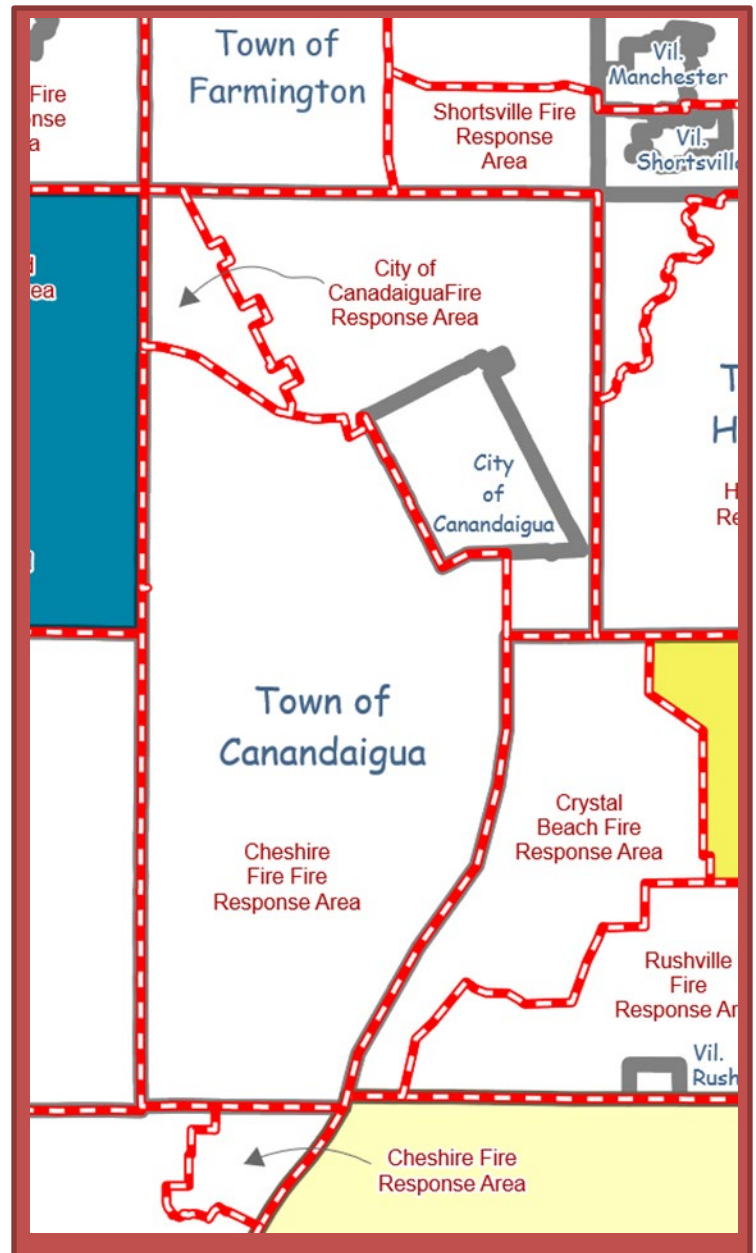 Town of
Farmington
Vil.
Manchester
Fire
Shortsville Fire
Response
Area
Vil.
City of
CanadaiguaFire
Response Area
City
of
Canandaigua
Town of
Canandaigua
Cheshire
Fire Fire
Response Area
Crystal
Beach Fire
Response Area
Rushville
Fire
Response
Vil.
Cheshire Fire
Response Area